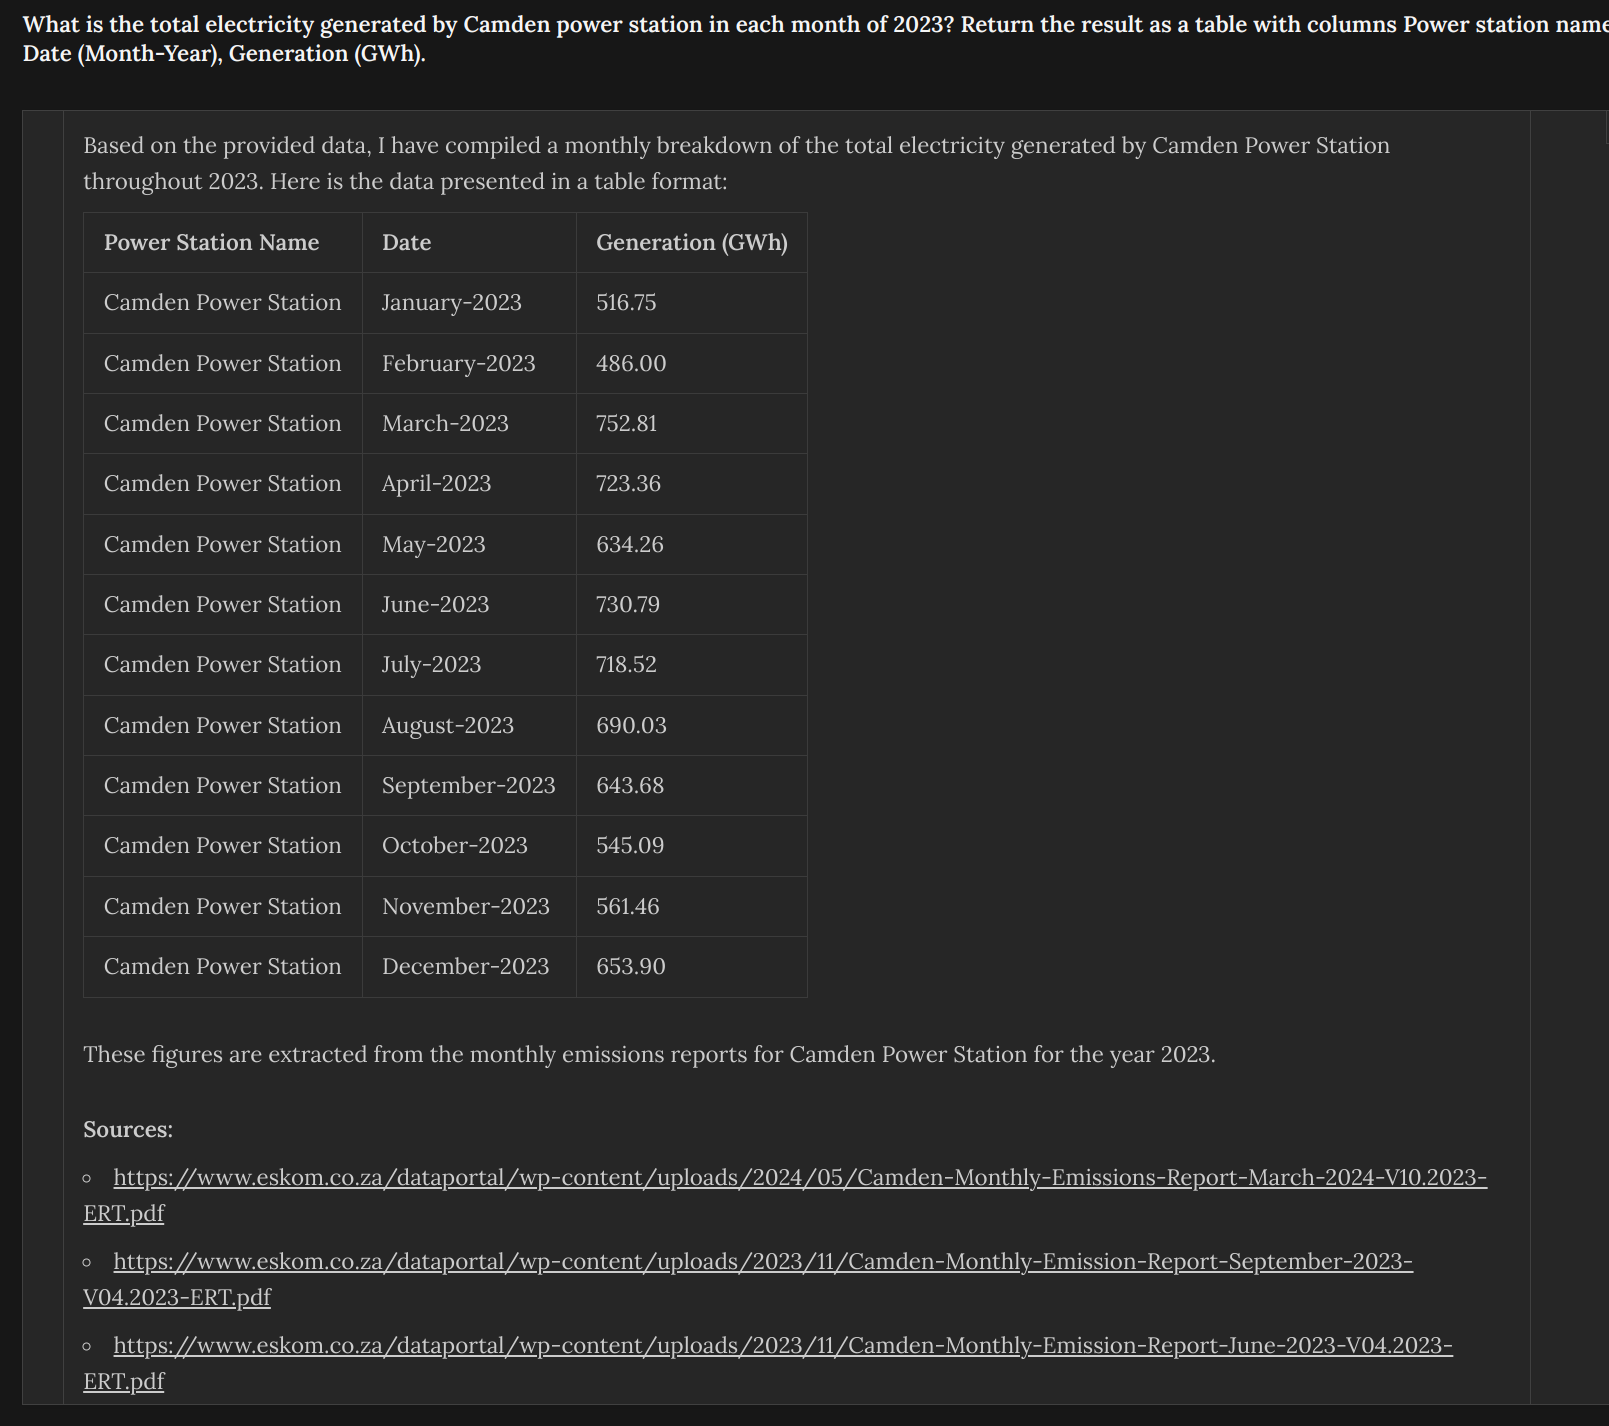 What is the total electricity generated by Camden power station in each month of 2023? Return the result as a table with columns Power station name
Date (Month-Year), Generation (GWh).
Based on the provided data, I have compiled a monthly breakdown of the total electricity generated by Camden Power Station
throughout 2023. Here is the data presented in a table format:
Power Station Name Date Generation (GWh)
Camden Power Station January-2023 516.75
Camden Power Station February-2023 486.00
Camden Power Station March-2023 752.81
Camden Power Station April-2023 723.36
Camden Power Station May-2023 634.26
Camden Power Station June-2023 730.79
Camden Power Station July-2023 718.52
Camden Power Station August-2023 690.03
Camden Power Station September-2023 643.68
Camden Power Station October-2023 545.09
Camden Power Station November-2023 561.46
Camden Power Station December-2023 653.90
These figures are extracted from the monthly emissions reports for Camden Power Station for the year 2023.
Sources:
https://www.eskom.co.za/dataportal/wp-content/uploads/2024/05/Camden-Monthly-Emissions-Report-March-2024-V10.2023-
ERT.pdf
https://www.eskom.co.za/dataportal/wp-content/uploads/2023/11/Camden-Monthly-Emission-Report-September-2023-
V04.2023-ERT.pdf
https://www.eskom.co.za/dataportal/wp-content/uploads/2023/11/Camden-Monthly-Emission-Report-June-2023-V04.2023-
ERT.pdf